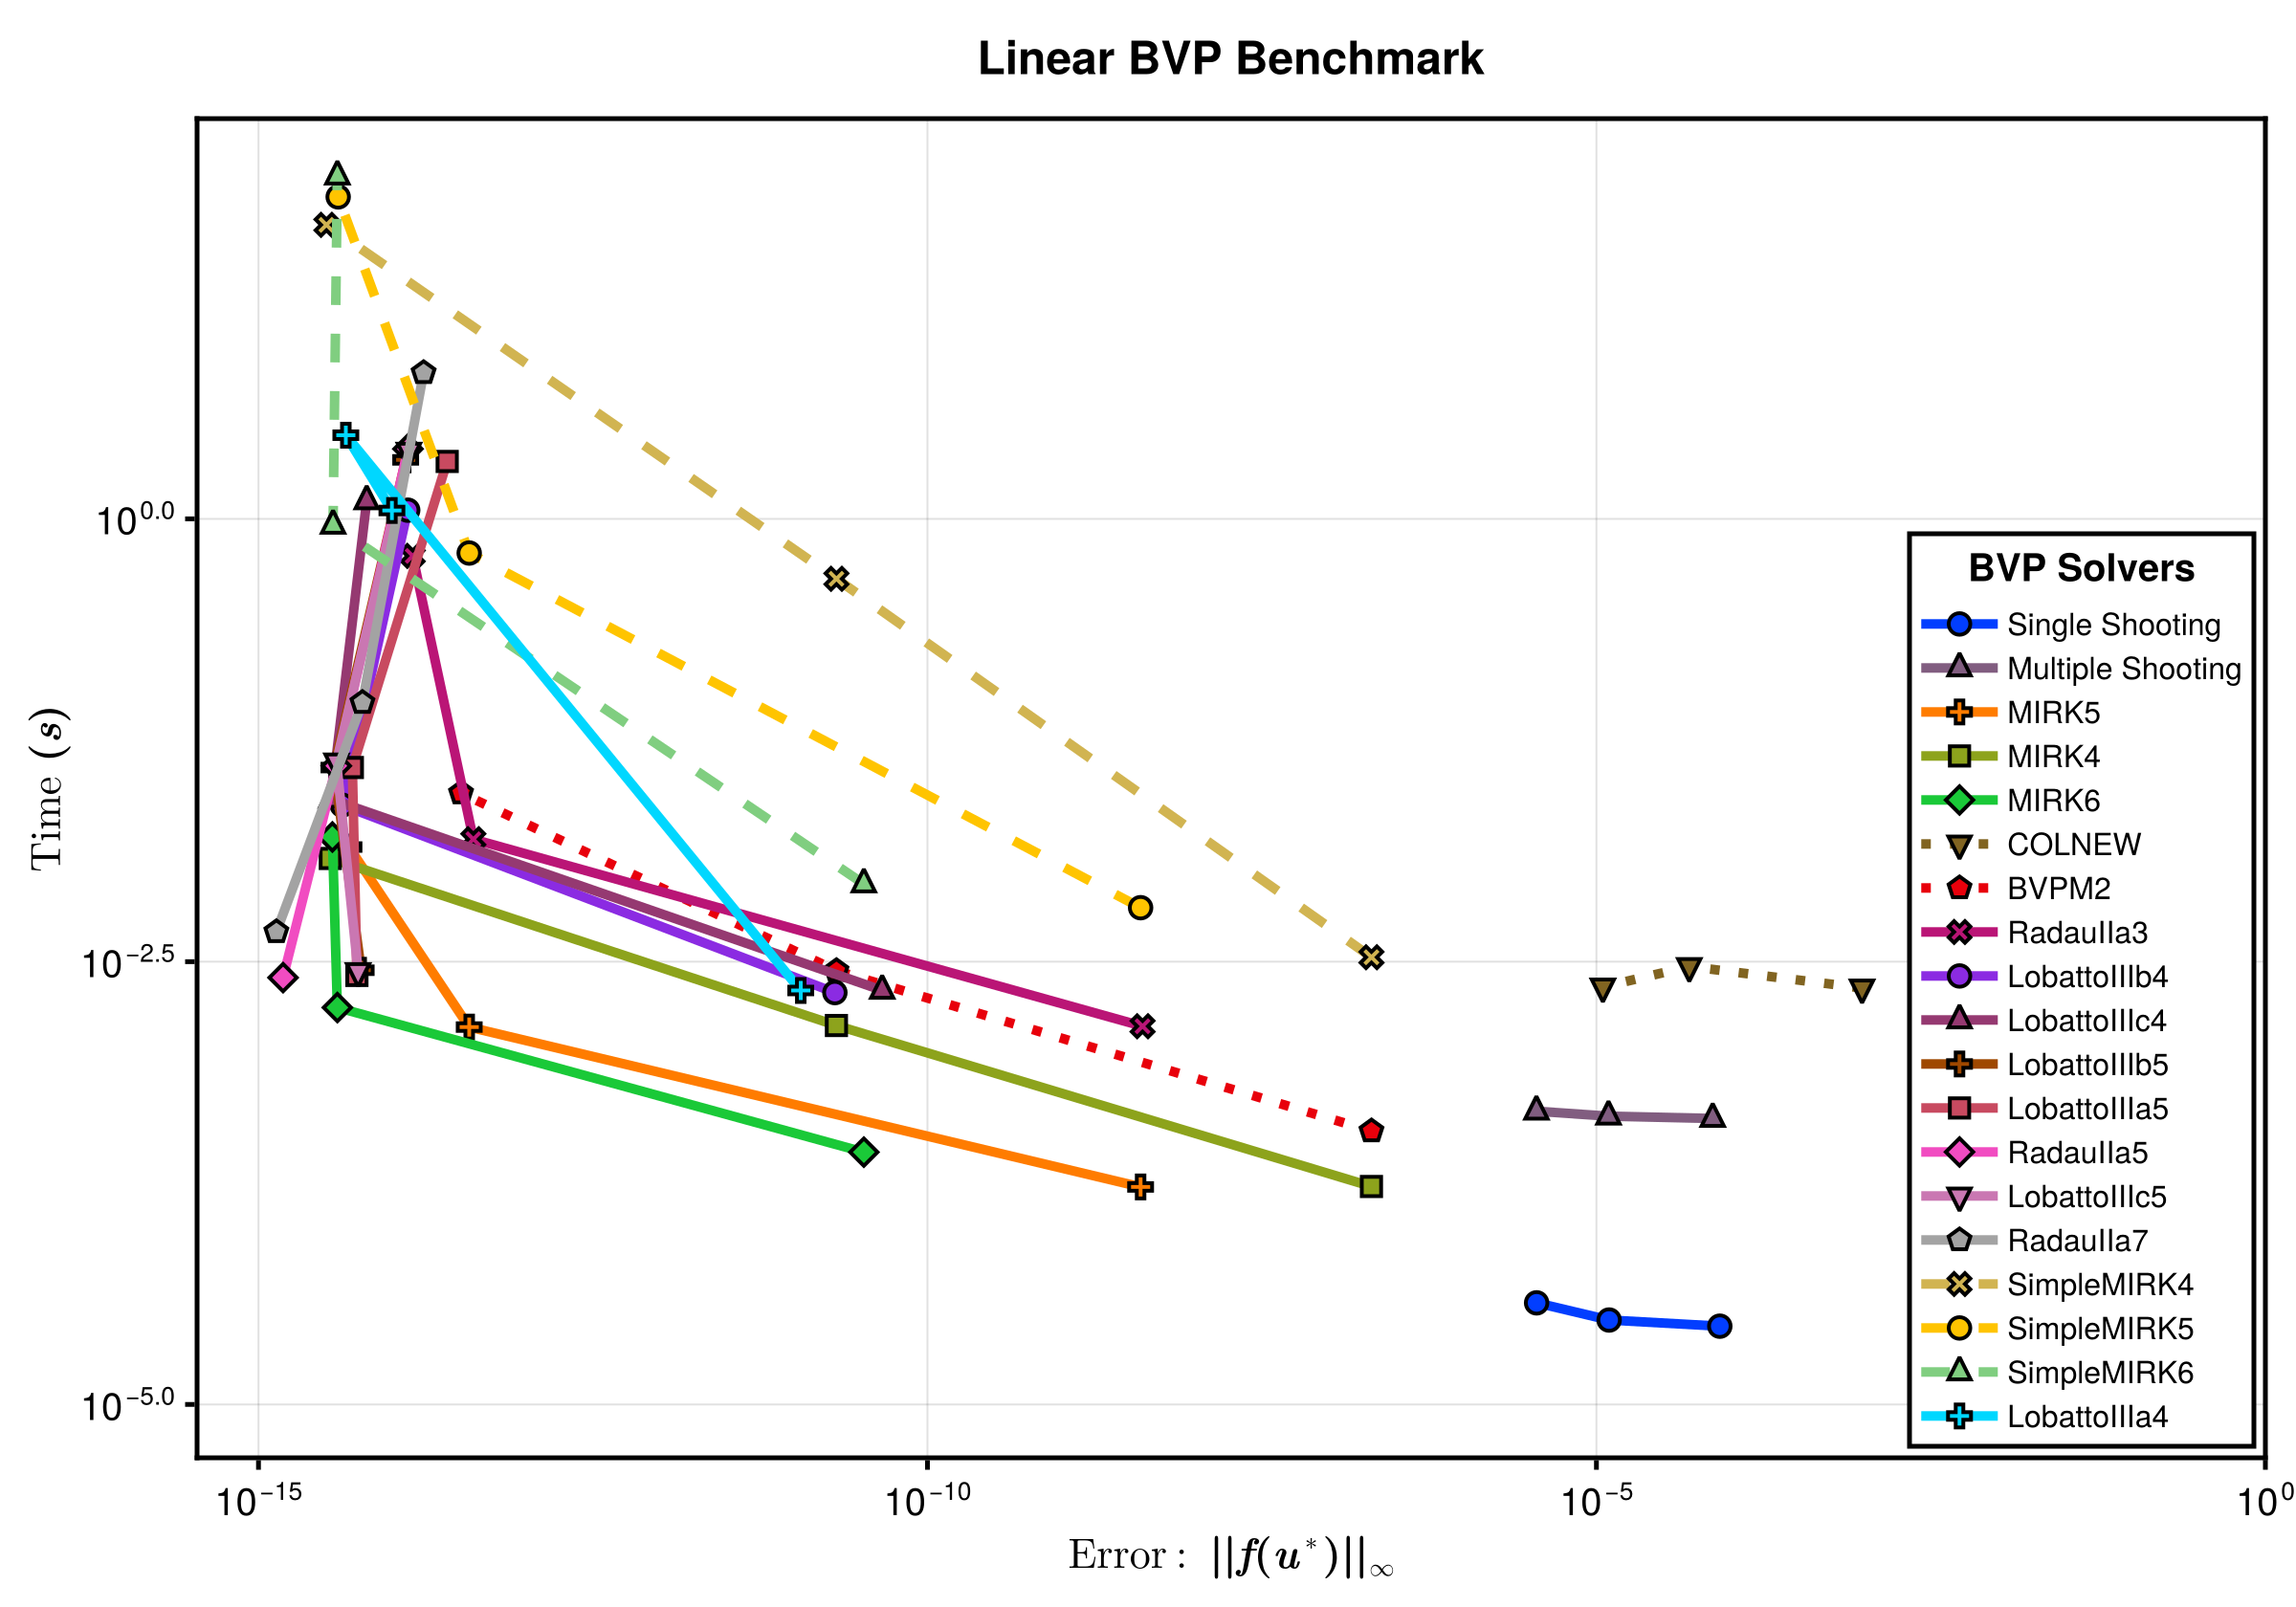 Linear BVP Benchmark
Time (s)
10^0.0
10^−2.5
10^−5.0
BVP Solvers
Single Shooting
Multiple Shooting
MIRK5
MIRK4
MIRK6
COLNEW
BVPM2
RadauIIa3
LobattoIIIb4
LobattoIIIc4
LobattoIIIb5
LobattoIIIa5
RadauIIa5
LobattoIIIc5
RadauIIa7
SimpleMIRK4
SimpleMIRK5
SimpleMIRK6
LobattoIIIa4
10^−15 10^−10 10^−5 10^0
Error: ||f(u*)||∞